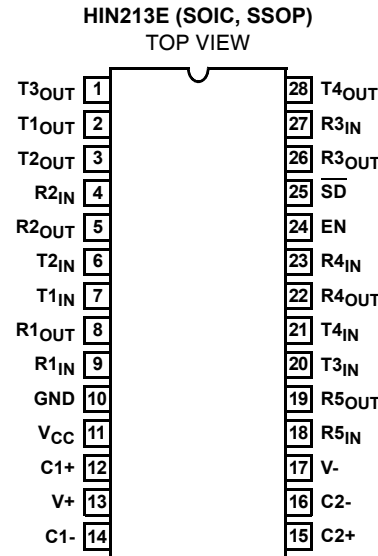 HIN213E (SOIC, SSOP)
TOP VIEW
T3OUT 1 28 T4OUT
T1OUT 2 27 R3IN
T2OUT 3 26 R3OUT
R2IN 4 25 SD
R2OUT 5 24 EN
T2IN 6 23 R4IN
T1IN 7 22 R4OUT
R1OUT 8 21 T4IN
R1IN 9 20 T3IN
GND 10 19 R5OUT
VCC 11 18 R5IN
C1+ 12 17 V-
V+ 13 16 C2-
C1- 14 15 C2+